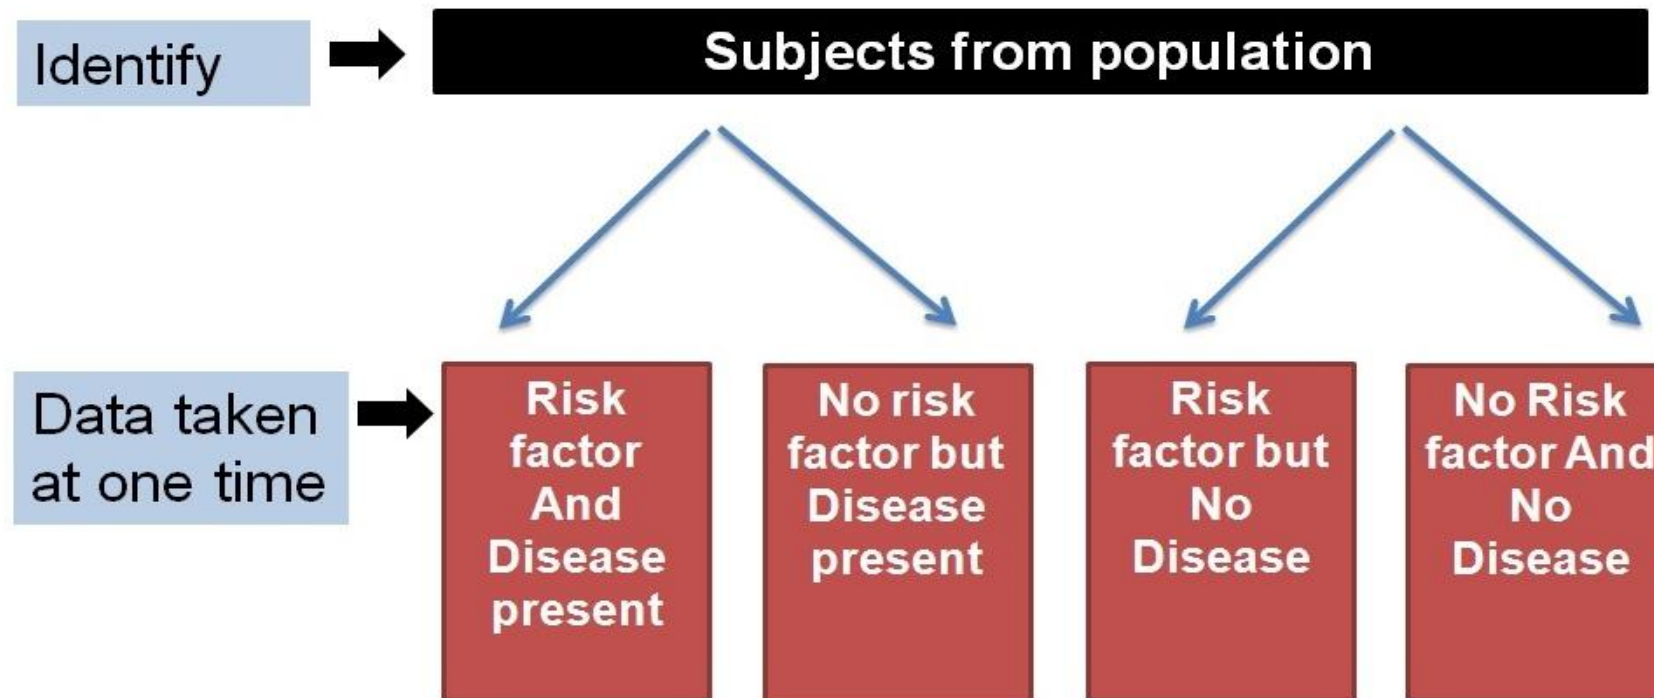 Identify
Subjects from population
Data taken
at one time
Risk
factor
And
Disease
present
No risk
factor but
Disease
present
Risk
factor but
No
Disease
No Risk
factor And
No
Disease